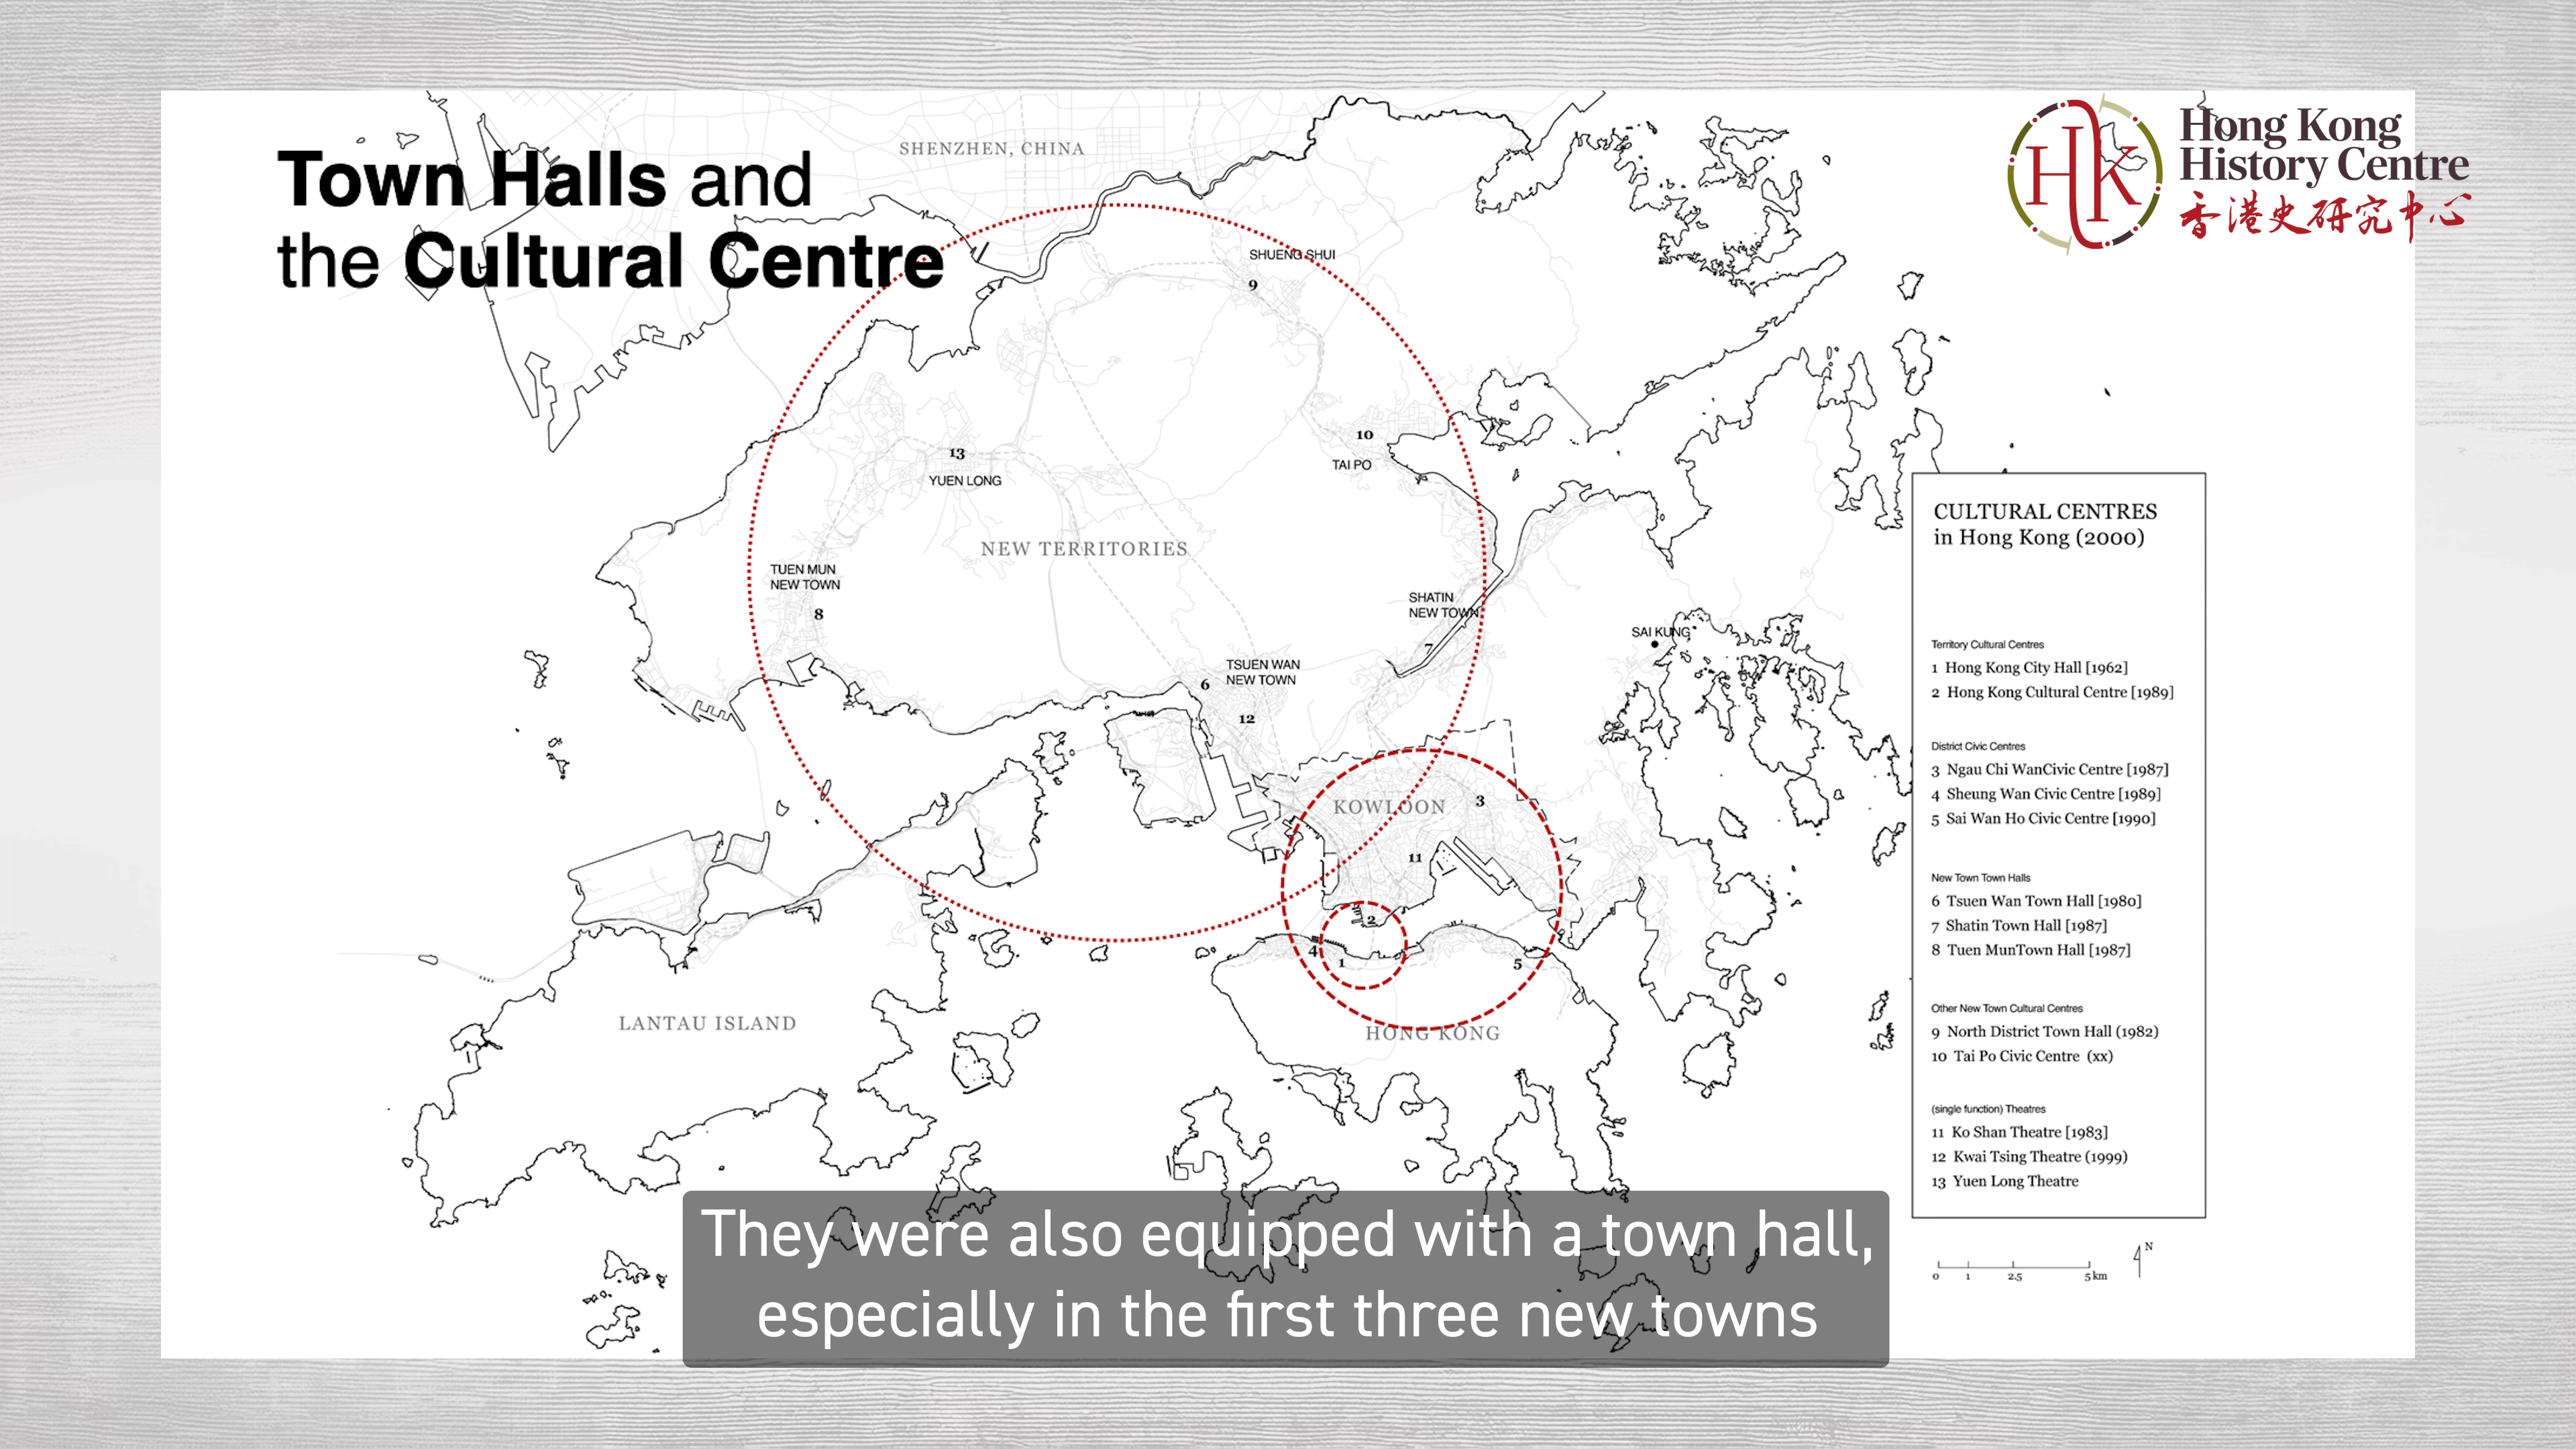 Town Halls and
the Cultural Centre
Hong Kong
History Centre
香港史研究中心
HK
SHENZHEN, CHINA
SHUENG SHUI
9
10
TAI PO
13
YUEN LONG
NEW TERRITORIES
TUEN MUN
NEW TOWN
8
SHATIN
NEW TOWN
7
SAI KUNG
TSUEN WAN
NEW TOWN
6
12
KOWLOON
3
11
2
4
1
5
HONG KONG
LANTAU ISLAND
CULTURAL CENTRES
in Hong Kong (2000)
Territory Cultural Centres
1 Hong Kong City Hall [1962]
2 Hong Kong Cultural Centre [1989]
District Civic Centres
3 Ngau Chi WanCivic Centre [1987]
4 Sheung Wan Civic Centre [1989]
5 Sai Wan Ho Civic Centre [1990]
New Town Town Halls
6 Tsuen Wan Town Hall [1980]
7 Shatin Town Hall [1987]
8 Tuen MunTown Hall [1987]
Other New Town Cultural Centres
9 North District Town Hall (1982)
10 Tai Po Civic Centre (xx)
(single function) Theatres
11 Ko Shan Theatre [1983]
12 Kwai Tsing Theatre (1999)
13 Yuen Long Theatre
N
0 1 2.5 5 km
They were also equipped with a town hall,
especially in the first three new towns